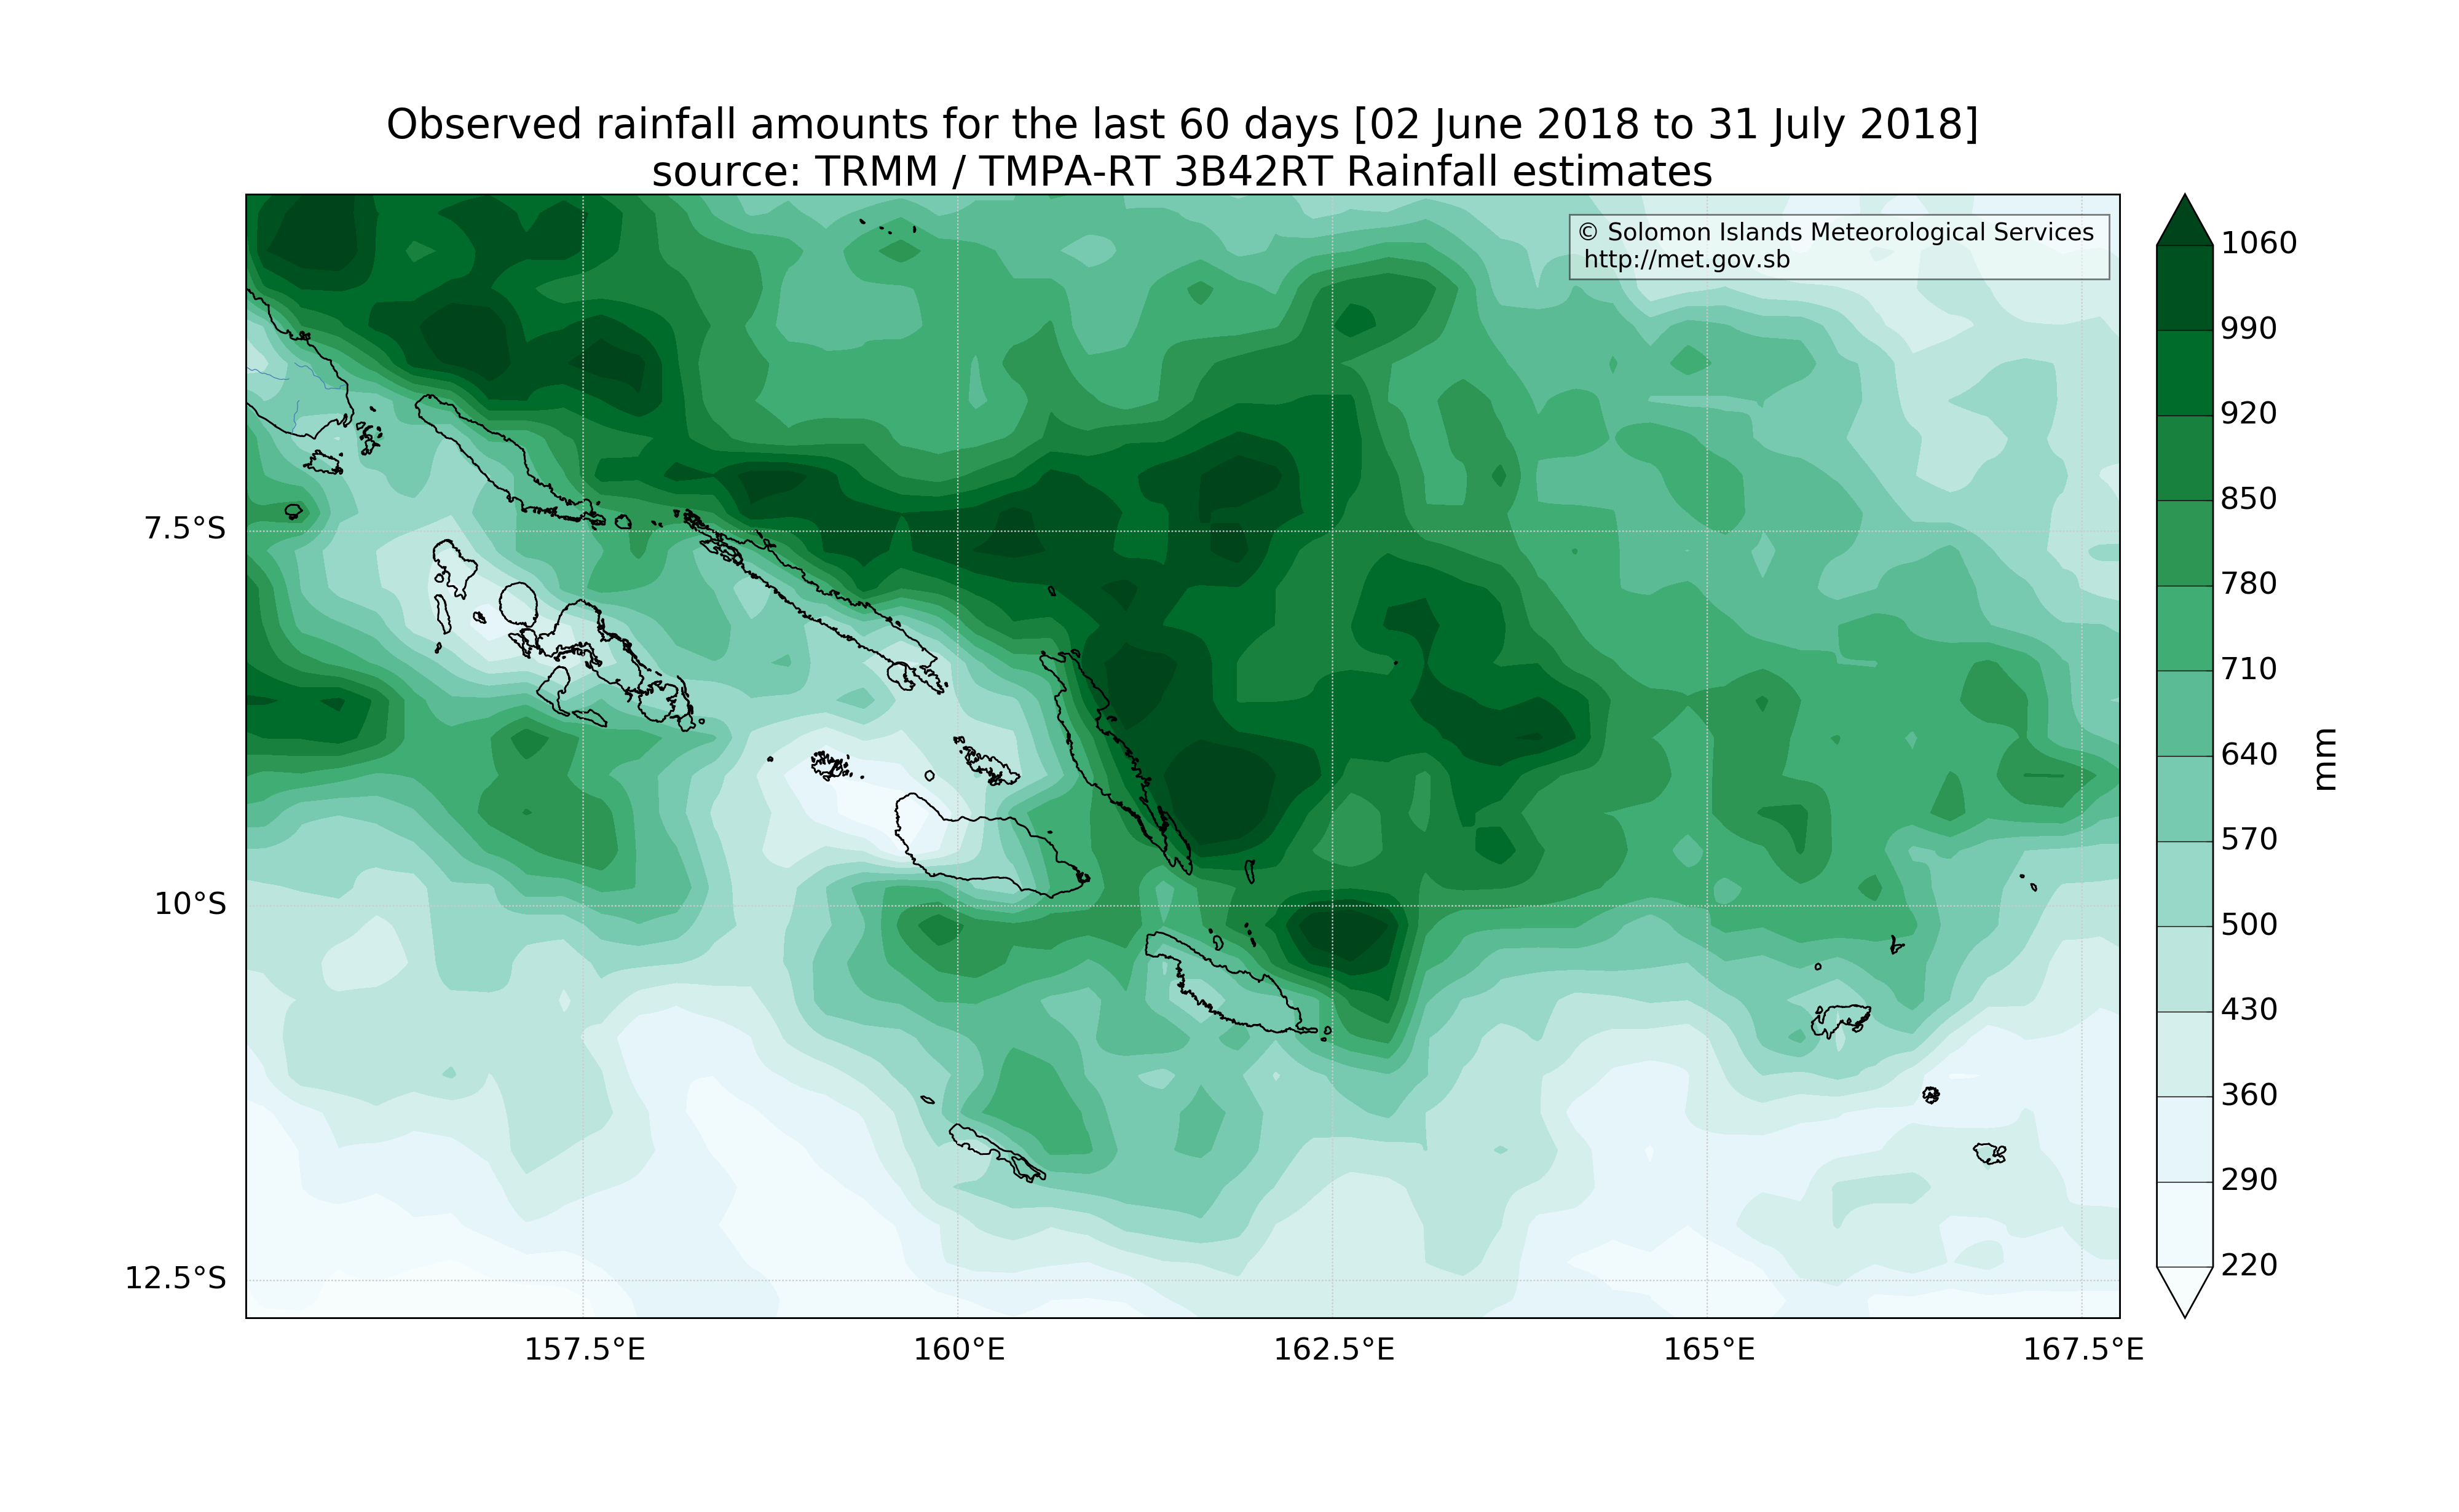 Observed rainfall amounts for the last 60 days [02 June 2018 to 31 July 2018]
source: TRMM / TMPA-RT 3B42RT Rainfall estimates
© Solomon Islands Meteorological Services
http://met.gov.sb
7.5°S
10°S
12.5°S
157.5°E
160°E
162.5°E
165°E
167.5°E
1060
990
920
850
780
710
640
570
500
430
360
290
220
mm